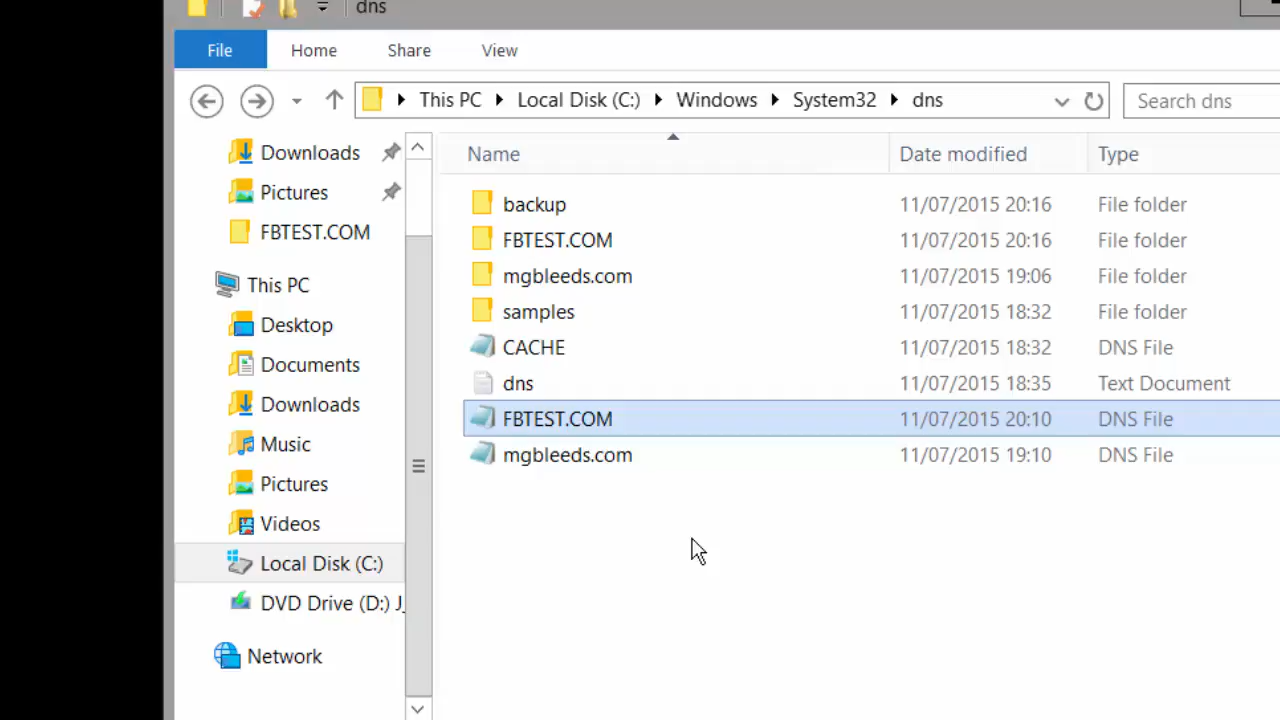 dns
File Home Share View
This PC Local Disk (C:) Windows System32 dns Search dns
Downloads
Pictures
FBTEST.COM
This PC
Desktop
Documents
Downloads
Music
Pictures
Videos
Local Disk (C:)
DVD Drive (D:) J
Network
Name Date modified Type
backup 11/07/2015 20:16 File folder
FBTEST.COM 11/07/2015 20:16 File folder
mgbleeds.com 11/07/2015 19:06 File folder
samples 11/07/2015 18:32 File folder
CACHE 11/07/2015 18:32 DNS File
dns 11/07/2015 18:35 Text Document
FBTEST.COM 11/07/2015 20:10 DNS File
mgbleeds.com 11/07/2015 19:10 DNS File